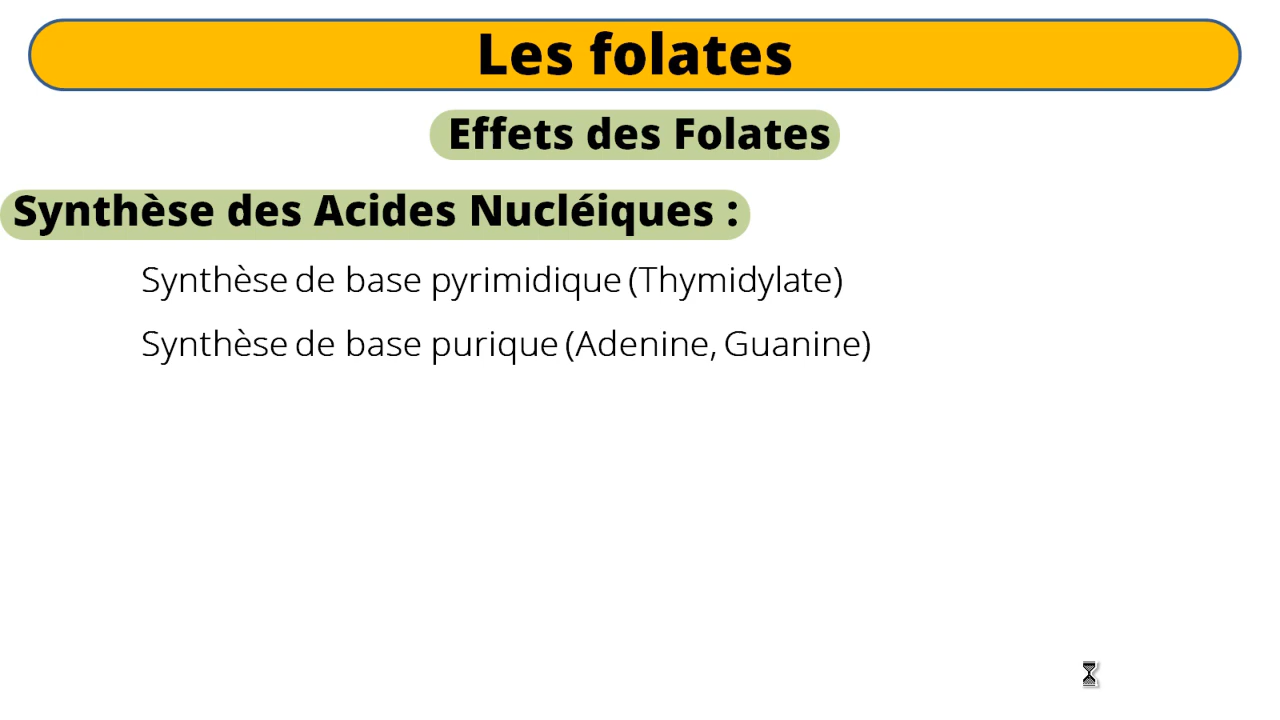 Les folates
Effets des Folates
Synthèse des Acides Nucléiques :
Synthèse de base pyrimidique (Thymidylate)
Synthèse de base purique (Adenine, Guanine)